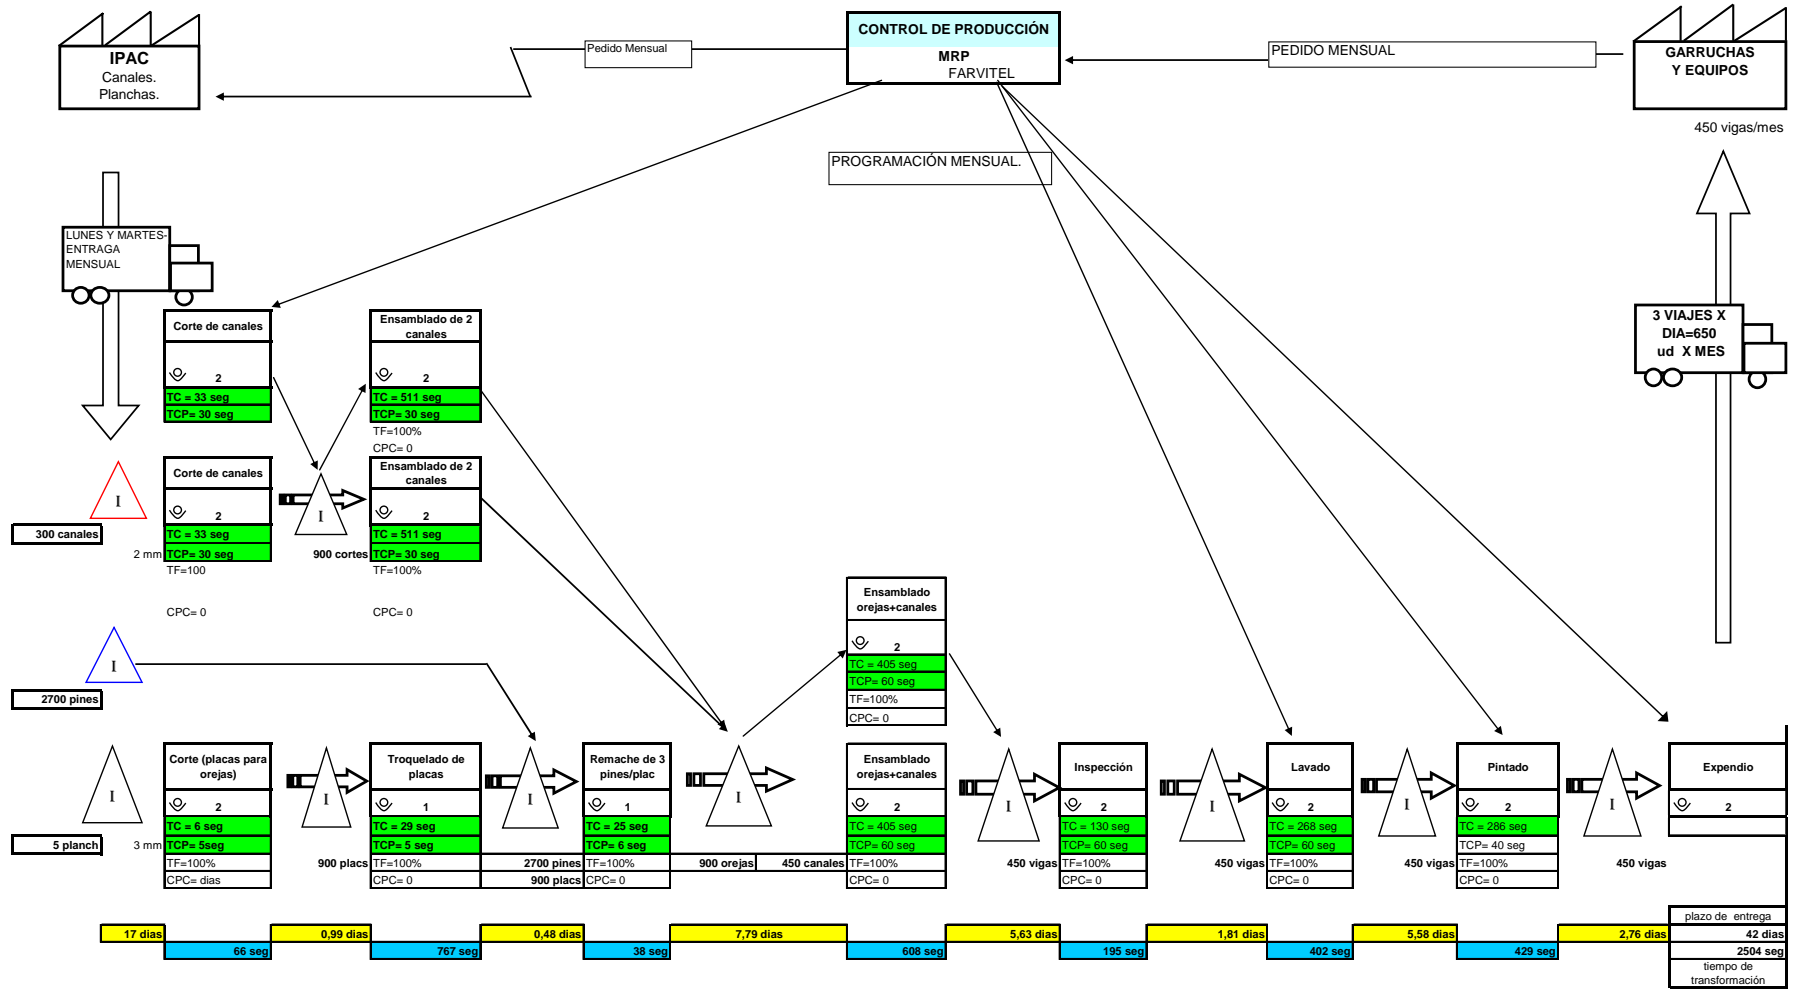 IPAC
Canales.
Planchas.
Pedido Mensual
CONTROL DE PRODUCCIÓN
MRP
FARVITEL
PEDIDO MENSUAL
GARRUCHAS
Y EQUIPOS
450 vigas/mes
PROGRAMACIÓN MENSUAL.
LUNES Y MARTES-
ENTRAGA
MENSUAL
3 VIAJES X
DIA=650
ud X MES
Corte de canales
2
TC = 33 seg
TCP= 30 seg
Ensamblado de 2
canales
2
TC = 511 seg
TCP= 30 seg
TF=100%
CPC= 0
I
300 canales
2 mm
Corte de canales
2
TC = 33 seg
TCP= 30 seg
TF=100
CPC= 0
I
900 cortes
Ensamblado de 2
canales
2
TC = 511 seg
TCP= 30 seg
TF=100%
CPC= 0
I
2700 pines
Ensamblado
orejas+canales
2
TC = 405 seg
TCP= 60 seg
TF=100%
CPC= 0
I
5 planch
3 mm
Corte (placas para
orejas)
2
TC = 6 seg
TCP= 5seg
TF=100%
CPC= dias
I
900 placs
Troquelado de
placas
1
TC = 29 seg
TCP= 5 seg
TF=100%
CPC= 0
I
2700 pines
900 placs
Remache de 3
pines/plac
1
TC = 25 seg
TCP= 6 seg
TF=100%
CPC= 0
I
900 orejas
450 canales
Ensamblado
orejas+canales
2
TC = 405 seg
TCP= 60 seg
TF=100%
CPC= 0
I
450 vigas
Inspección
2
TC = 130 seg
TCP= 60 seg
TF=100%
CPC= 0
I
450 vigas
Lavado
2
TC = 268 seg
TCP= 60 seg
TF=100%
CPC= 0
I
450 vigas
Pintado
2
TC = 286 seg
TCP= 40 seg
TF=100%
CPC= 0
I
450 vigas
Expendio
2
17 dias
0,99 dias
0,48 dias
7,79 dias
5,63 dias
1,81 dias
5,58 dias
2,76 dias
66 seg
767 seg
38 seg
608 seg
195 seg
402 seg
429 seg
plazo de entrega
42 dias
2504 seg
tiempo de
transformación